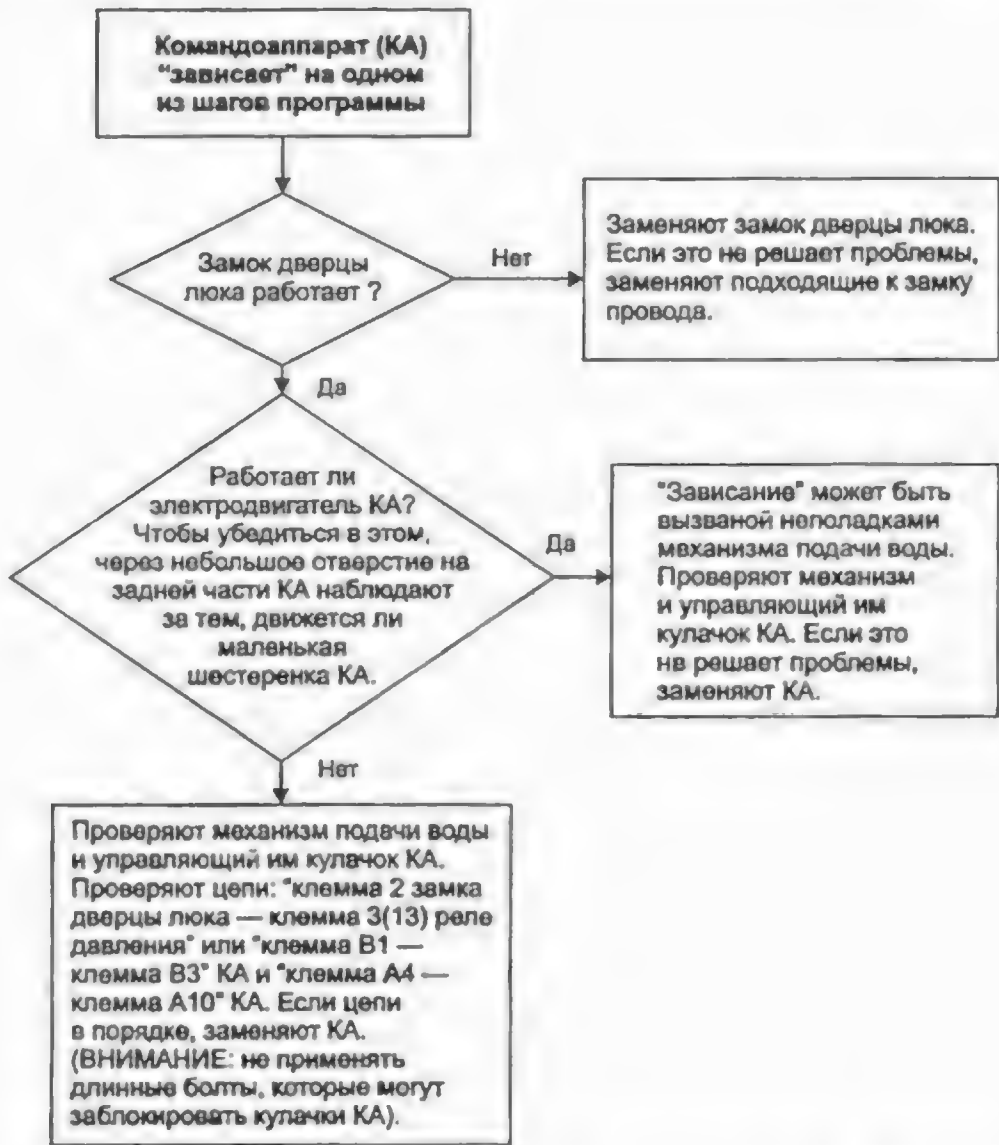 Командоаппарат (КА)
"зависает" на одном
из шагов программы
Замок дверцы
люка работает ?
Нет
Заменяют замок дверцы люка.
Если это не решает проблемы,
заменяют подходящие к замку
провода.
Да
Работает ли
электродвигатель КА?
Чтобы убедиться в этом,
через небольшое отверстие на
задней части КА наблюдают
за тем, движется ли
маленькая
шестеренка КА.
Да
"Зависание" может быть
вызваной неполадками
механизма подачи воды.
Проверяют механизм
и управляющий им
кулачок КА. Если это
не решает проблемы,
заменяют КА.
Нет
Проверяют механизм подачи воды
и управляющий им кулачок КА.
Проверяют цепи: "клемма 2 замка
дверцы люка — клемма 3(13) реле
давления" или "клемма В1 —
клемма В3" КА и "клемма А4 —
клемма А10" КА. Если цепи
в порядке, заменяют КА.
(ВНИМАНИЕ: не применять
длинные болты, которые могут
заблокировать кулачки КА).